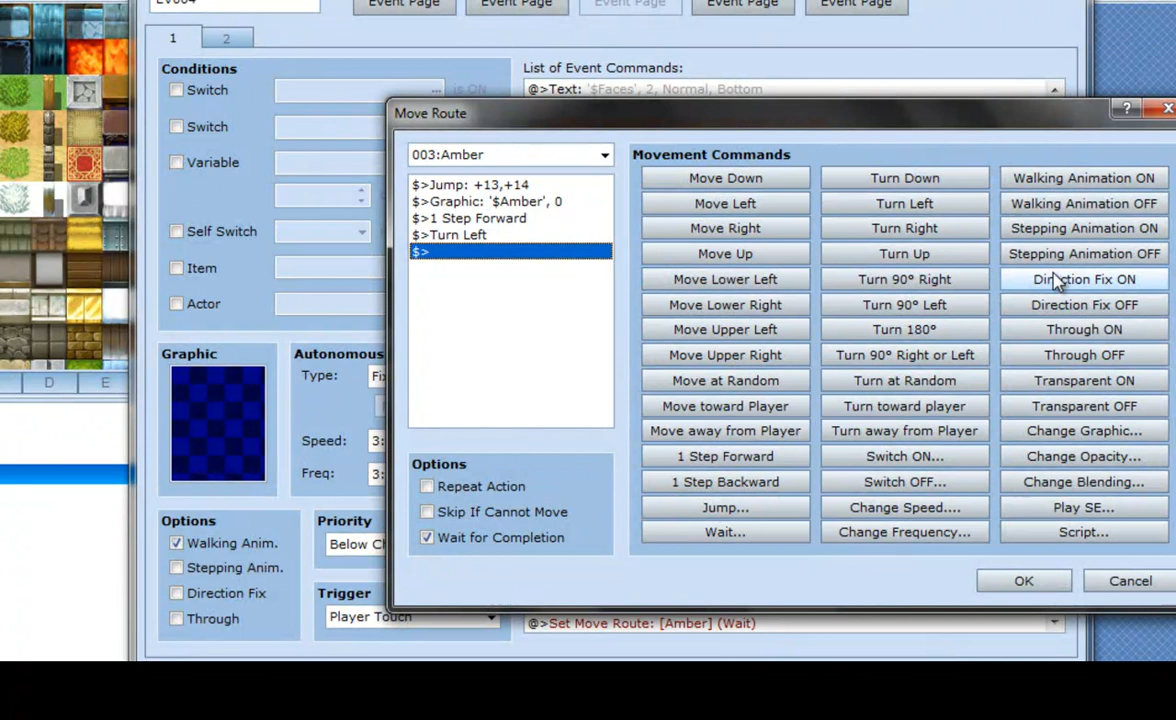 EV004
Event Page
Event Page
Event Page
Event Page
Event Page
1
2
Conditions
Switch
... is ON
Switch
Variable
Self Switch
Item
Actor
List of Event Commands:
@>Text: '$Faces', 2, Normal, Bottom
Graphic
Autonomous
Type:
Fix
Speed:
3:
Freq:
3:
Options
Walking Anim.
Stepping Anim.
Direction Fix
Through
Priority
Below Ch
Trigger
Player Touch
@>Set Move Route: [Amber] (Wait)
D
E
Move Route
?
003:Amber
$>Jump: +13,+14
$>Graphic: '$Amber', 0
$>1 Step Forward
$>Turn Left
$>
Options
Repeat Action
Skip If Cannot Move
Wait for Completion
Movement Commands
Move Down
Move Left
Move Right
Move Up
Move Lower Left
Move Lower Right
Move Upper Left
Move Upper Right
Move at Random
Move toward Player
Move away from Player
1 Step Forward
1 Step Backward
Jump...
Wait...
Turn Down
Turn Left
Turn Right
Turn Up
Turn 90° Right
Turn 90° Left
Turn 180°
Turn 90° Right or Left
Turn at Random
Turn toward player
Turn away from Player
Switch ON...
Switch OFF...
Change Speed....
Change Frequency...
Walking Animation ON
Walking Animation OFF
Stepping Animation ON
Stepping Animation OFF
Direction Fix ON
Direction Fix OFF
Through ON
Through OFF
Transparent ON
Transparent OFF
Change Graphic...
Change Opacity...
Change Blending...
Play SE...
Script...
OK
Cancel